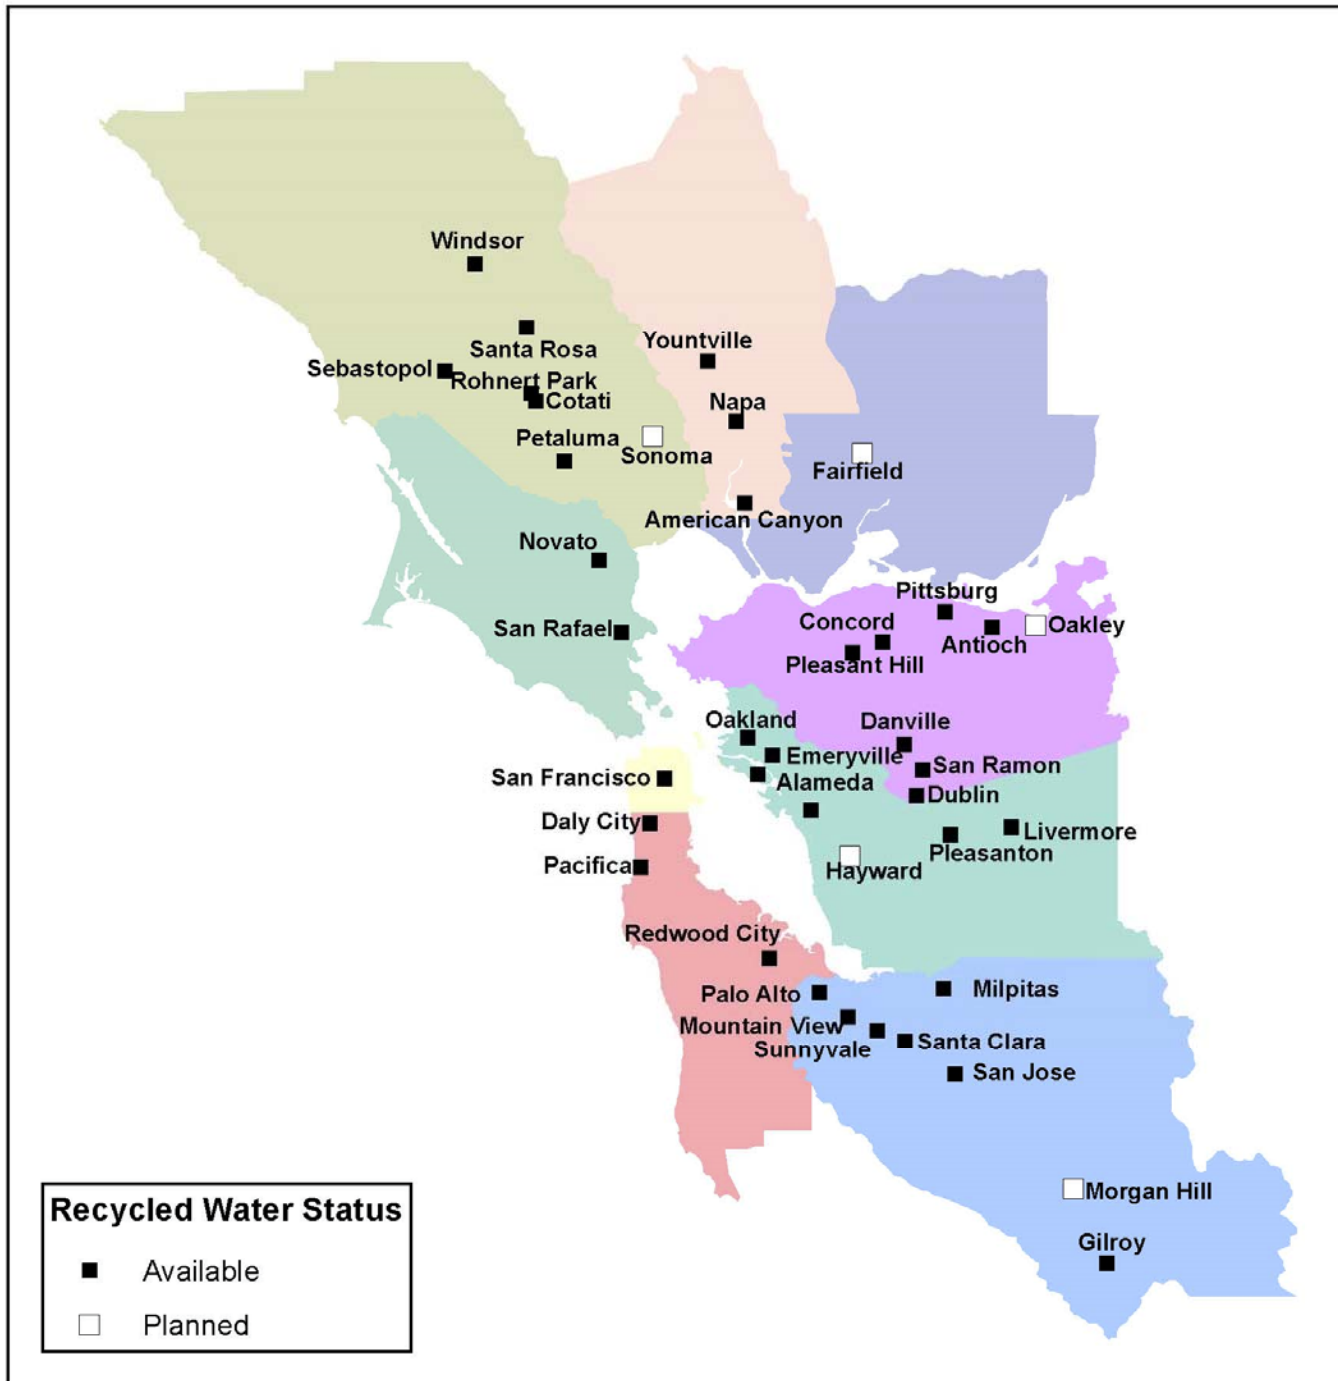 Windsor
Santa Rosa
Sebastopol
Rohnert Park
Cotati
Petaluma
Sonoma
Yountville
Napa
American Canyon
Fairfield
Novato
San Rafael
Pittsburg
Concord
Antioch
Oakley
Pleasant Hill
Oakland
Danville
Emeryville
San Ramon
San Francisco
Alameda
Dublin
Daly City
Livermore
Pleasanton
Pacifica
Hayward
Redwood City
Palo Alto
Milpitas
Mountain View
Sunnyvale
Santa Clara
San Jose
Morgan Hill
Gilroy
Recycled Water Status
Available
Planned